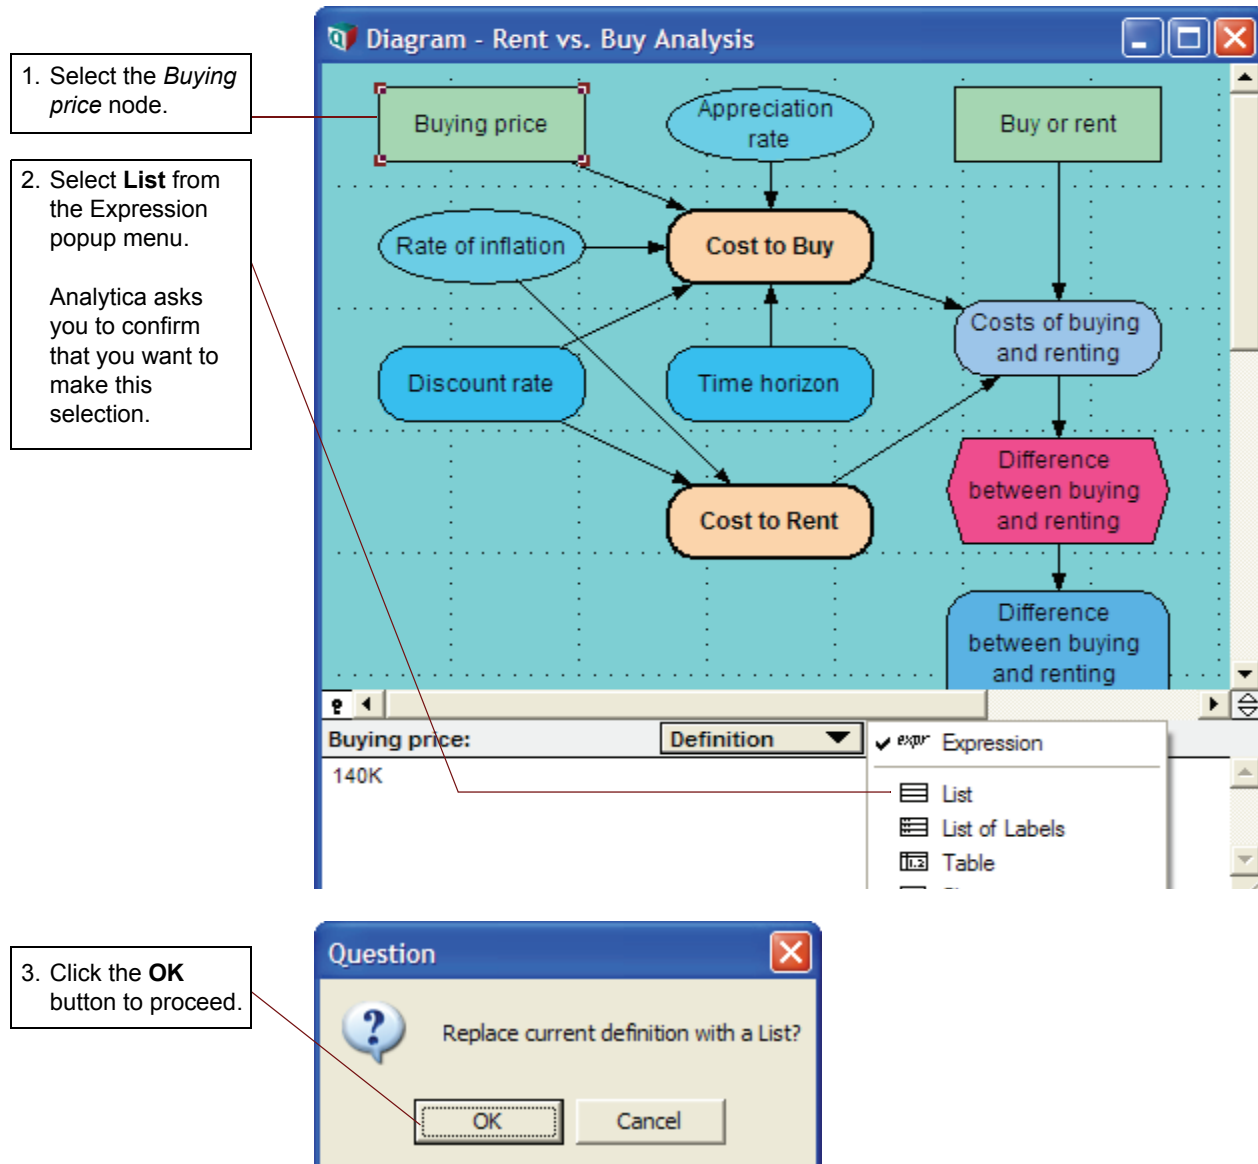 Diagram - Rent vs. Buy Analysis
1. Select the Buying
price node.
2. Select List from
the Expression
popup menu.
Analytica asks
you to confirm
that you want to
make this
selection.
Buying price
Appreciation
rate
Buy or rent
Rate of inflation
Cost to Buy
Costs of buying
and renting
Discount rate
Time horizon
Difference
between buying
and renting
Cost to Rent
Difference
between buying
and renting
Buying price:
Definition
expr Expression
140K
List
List of Labels
Table
3. Click the OK
button to proceed.
Question
Replace current definition with a List?
OK
Cancel